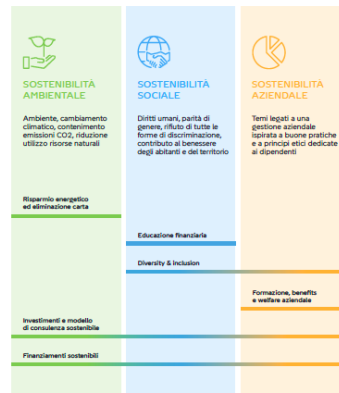 SOSTENIBILITÀ
AMBIENTALE
Ambiente, cambiamento
climatico, contenimento
emissioni CO2, riduzione
utilizzo risorse naturali
SOSTENIBILITÀ
SOCIALE
Diritti umani, parità di
genere, rifiuto di tutte le
forme di discriminazione,
contributo al benessere
degli abitanti e del territorio
SOSTENIBILITÀ
AZIENDALE
Temi legati a una
gestione aziendale
ispirata a buone pratiche
e a principi etici dedicate
ai dipendenti
Risparmio energetico
ed eliminazione carta
Educazione finanziaria
Diversity & inclusion
Formazione, benefits
e welfare aziendale
Investimenti e modello
di consulenza sostenibile
Finanziamenti sostenibili